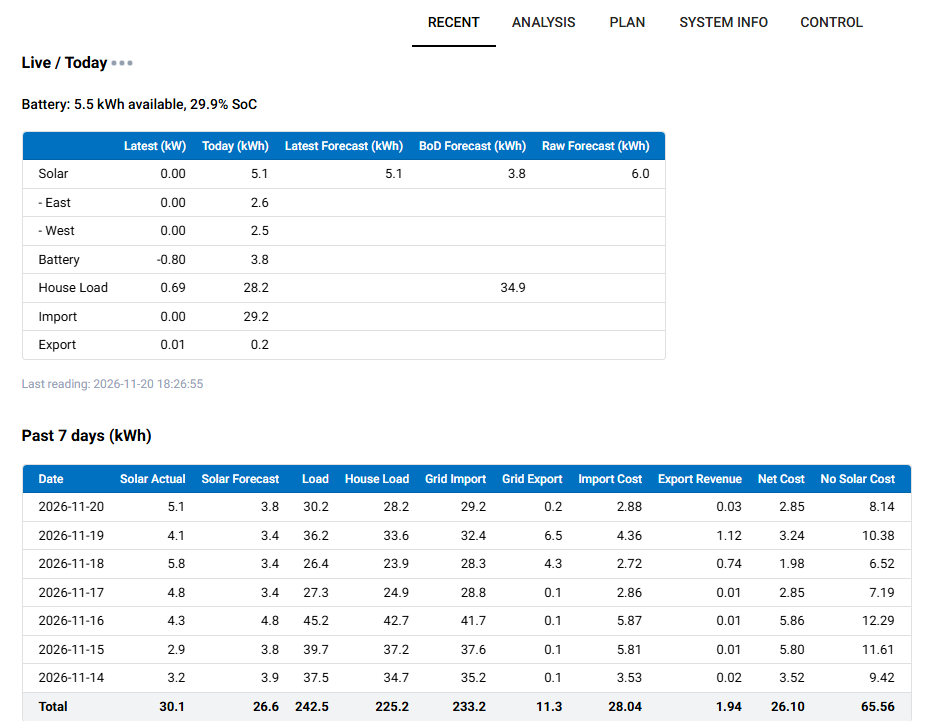 RECENT ANALYSIS PLAN SYSTEM INFO CONTROL
Live / Today
Battery: 5.5 kWh available, 29.9% SoC
Latest (kW) Today (kWh) Latest Forecast (kWh) BoD Forecast (kWh) Raw Forecast (kWh)
Solar 0.00 5.1 5.1 3.8 6.0
- East 0.00 2.6
- West 0.00 2.5
Battery -0.80 3.8
House Load 0.69 28.2 34.9
Import 0.00 29.2
Export 0.01 0.2
Last reading: 2026-11-20 18:26:55
Past 7 days (kWh)
Date Solar Actual Solar Forecast Load House Load Grid Import Grid Export Import Cost Export Revenue Net Cost No Solar Cost
2026-11-20 5.1 3.8 30.2 28.2 29.2 0.2 2.88 0.03 2.85 8.14
2026-11-19 4.1 3.4 36.2 33.6 32.4 6.5 4.36 1.12 3.24 10.38
2026-11-18 5.8 3.4 26.4 23.9 28.3 4.3 2.72 0.74 1.98 6.52
2026-11-17 4.8 3.4 27.3 24.9 28.8 0.1 2.86 0.01 2.85 7.19
2026-11-16 4.3 4.8 45.2 42.7 41.7 0.1 5.87 0.01 5.86 12.29
2026-11-15 2.9 3.8 39.7 37.2 37.6 0.1 5.81 0.01 5.80 11.61
2026-11-14 3.2 3.9 37.5 34.7 35.2 0.1 3.53 0.02 3.52 9.42
Total 30.1 26.6 242.5 225.2 233.2 11.3 28.04 1.94 26.10 65.56